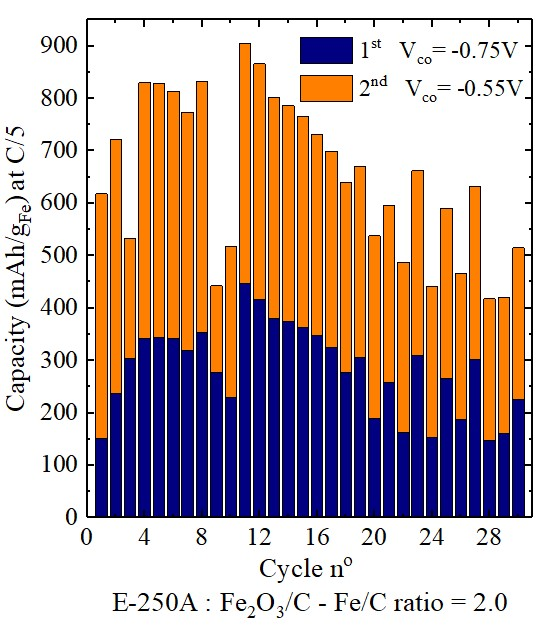 1st Vco= -0.75V
2nd Vco= -0.55V
Capacity (mAh/gFe) at C/5
900
800
700
600
500
400
300
200
100
0
0 4 8 12 16 20 24 28
Cycle nº
E-250A : Fe2O3/C - Fe/C ratio = 2.0